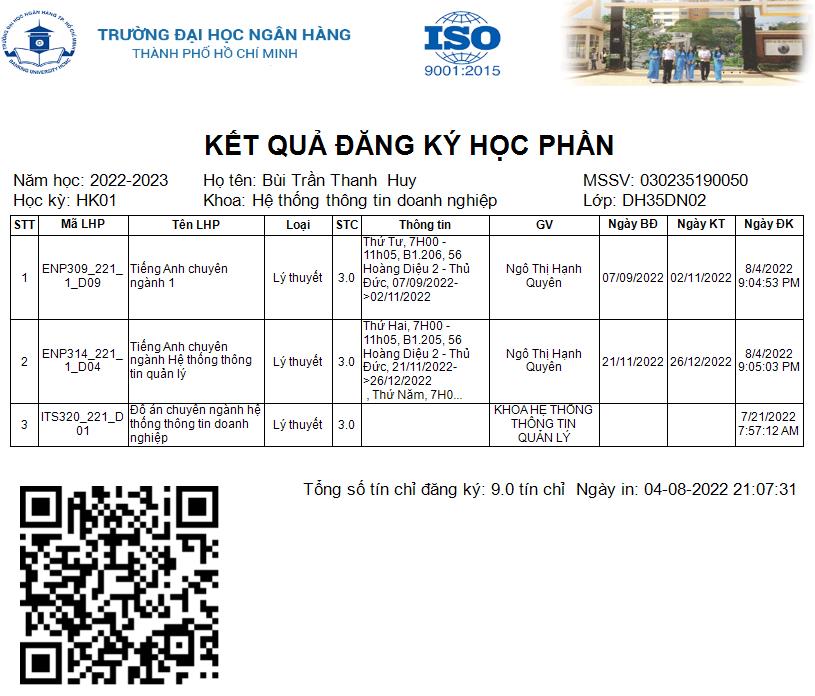 TRƯỜNG ĐẠI HỌC NGÂN HÀNG TP. HỒ CHÍ MINH
BANKING UNIVERSITY HCMC
TRƯỜNG ĐẠI HỌC NGÂN HÀNG
THÀNH PHỐ HỒ CHÍ MINH
ISO
9001:2015
KẾT QUẢ ĐĂNG KÝ HỌC PHẦN
Năm học: 2022-2023 Họ tên: Bùi Trần Thanh Huy MSSV: 030235190050
Học kỳ: HK01 Khoa: Hệ thống thông tin doanh nghiệp Lớp: DH35DN02
STT Mã LHP Tên LHP Loại STC Thông tin GV Ngày BĐ Ngày KT Ngày ĐK
1
ENP309_221_
1_D09
Tiếng Anh chuyên
ngành 1
Lý thuyết
3.0
Thứ Tư, 7H00 -
11h05, B1.206, 56
Hoàng Diệu 2 - Thủ
Đức, 07/09/2022-
>02/11/2022
Ngô Thị Hạnh
Quyên
07/09/2022
02/11/2022
8/4/2022
9:04:53 PM
2
ENP314_221_
1_D04
Tiếng Anh chuyên
ngành Hệ thống thông
tin quản lý
Lý thuyết
3.0
Thứ Hai, 7H00 -
11h05, B1.205, 56
Hoàng Diệu 2 - Thủ
Đức, 21/11/2022-
>26/12/2022
, Thứ Năm, 7H0...
Ngô Thị Hạnh
Quyên
21/11/2022
26/12/2022
8/4/2022
9:05:03 PM
3
ITS320_221_D
01
Đồ án chuyên ngành hệ
thống thông tin doanh
nghiệp
Lý thuyết
3.0
KHOA HỆ THỐNG
THÔNG TIN
QUẢN LÝ
7/21/2022
7:57:12 AM
Tổng số tín chỉ đăng ký: 9.0 tín chỉ Ngày in: 04-08-2022 21:07:31